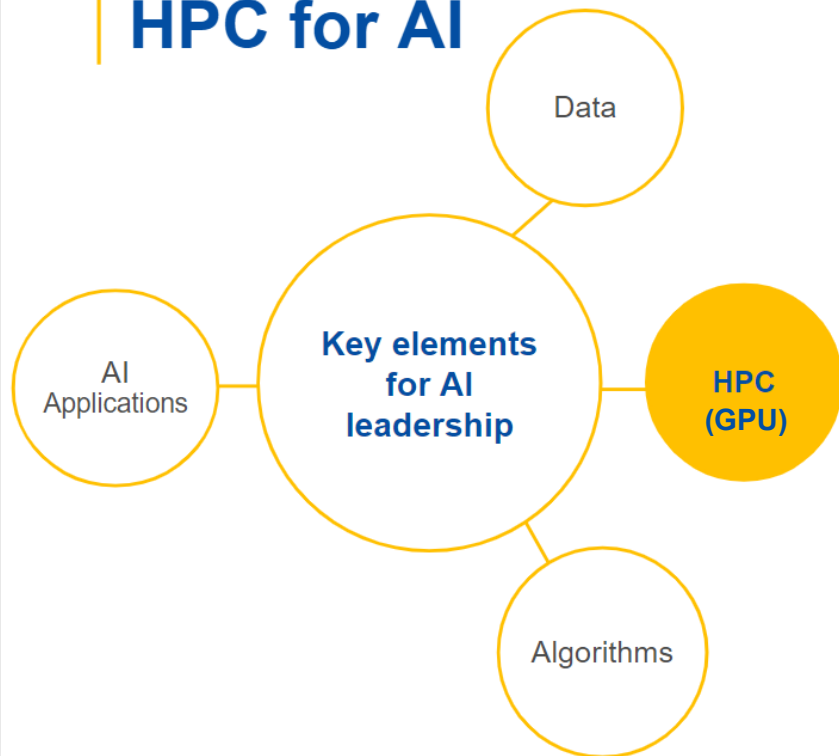 HPC for AI
Data
Key elements
for AI
leadership
AI
Applications
HPC
(GPU)
Algorithms